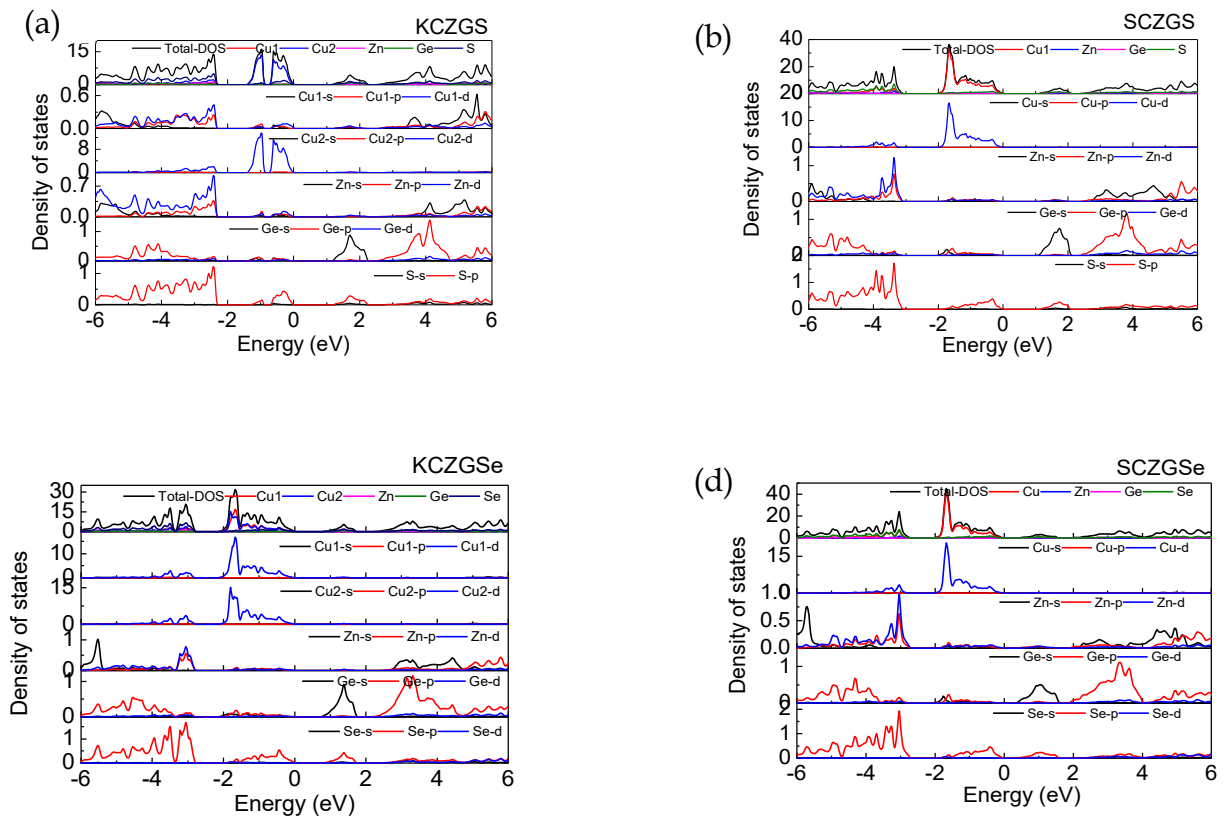 (a)
KCZGS
Total-DOS Cu1 Cu2 Zn Ge S
15
0
Cu1-s Cu1-p Cu1-d
0.6
0.0
Cu2-s Cu2-p Cu2-d
8
0
Zn-s Zn-p Zn-d
0.7
0.0
Ge-s Ge-p Ge-d
1
0
S-s S-p
1
0
-6 -4 -2 0 2 4 6
Energy (eV)
Density of states
(b)
SCZGS
Total-DOS Cu1 Zn Ge S
40
20
0
20
Cu-s Cu-p Cu-d
10
0
Zn-s Zn-p Zn-d
1
0
Ge-s Ge-p Ge-d
1
0
2
S-s S-p
1
0
-6 -4 -2 0 2 4 6
Energy (eV)
Density of states
KCZGSe
Total-DOS Cu1 Cu2 Zn Ge Se
30
15
0
Cu1-s Cu1-p Cu1-d
10
0
Cu2-s Cu2-p Cu2-d
15
0
Zn-s Zn-p Zn-d
1
0
Ge-s Ge-p Ge-d
1
0
Se-s Se-p Se-d
1
0
-6 -4 -2 0 2 4 6
Energy (eV)
Density of states
(d)
SCZGSe
Total-DOS Cu Zn Ge Se
40
20
0
Cu-s Cu-p Cu-d
15
1.0
Zn-s Zn-p Zn-d
0.5
0.0
Ge-s Ge-p Ge-d
1
0
2
Se-s Se-p Se-d
1
0
-6 -4 -2 0 2 4 6
Energy (eV)
Density of states